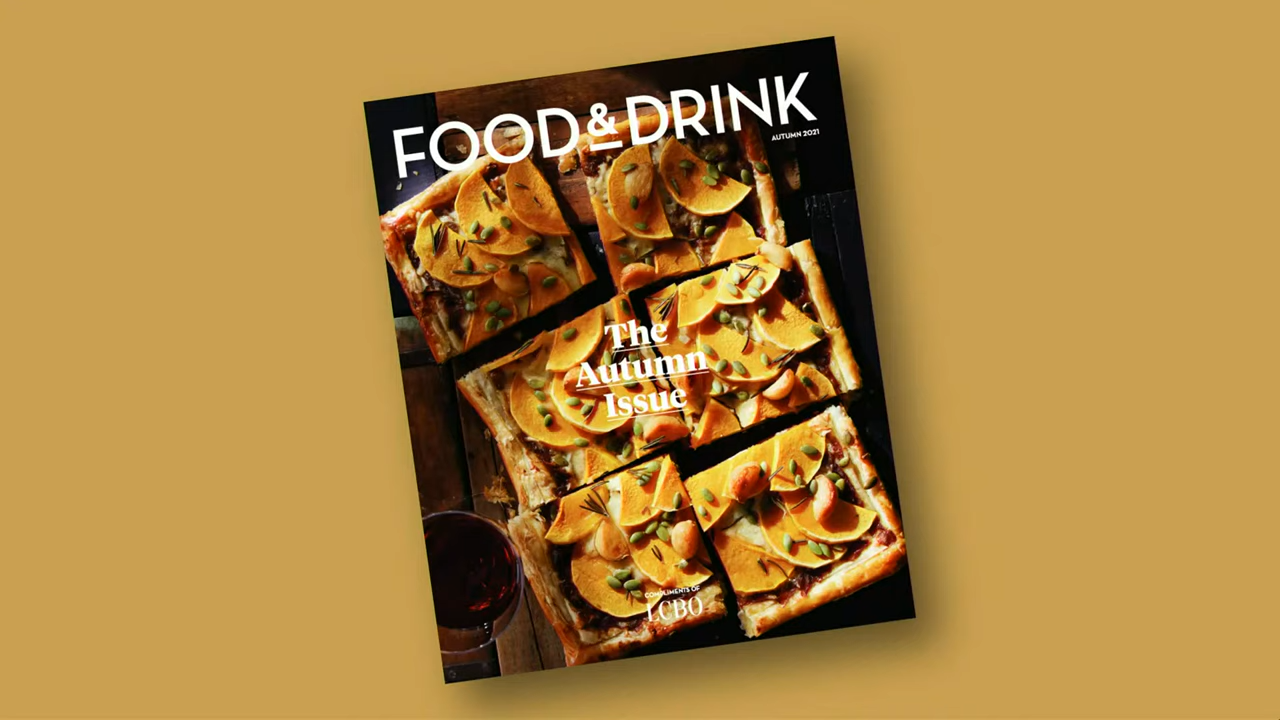 FOOD & DRINK
AUTUMN 2021
The
Autumn
Issue
COMPLIMENTS OF
LCBO